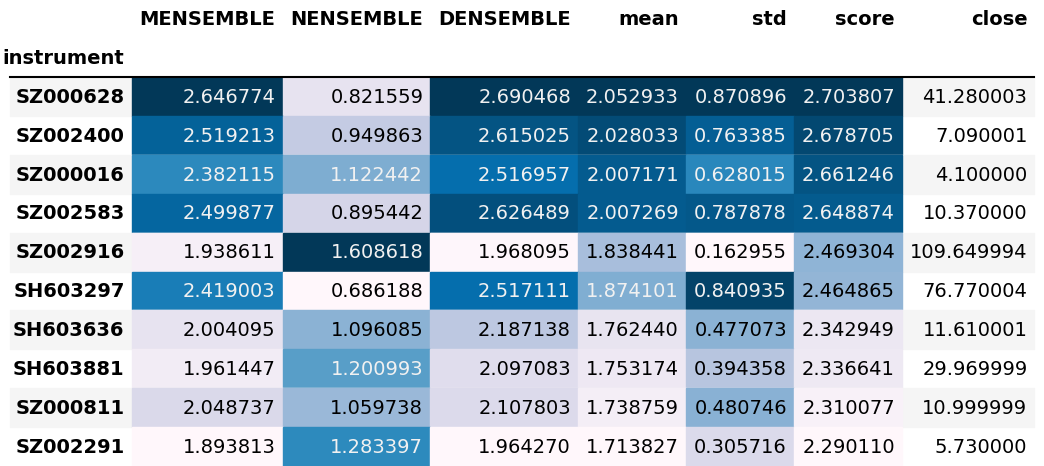 MENSEMBLE NENSEMBLE DENSEMBLE mean std score close
instrument
SZ000628 2.646774 0.821559 2.690468 2.052933 0.870896 2.703807 41.280003
SZ002400 2.519213 0.949863 2.615025 2.028033 0.763385 2.678705 7.090001
SZ000016 2.382115 1.122442 2.516957 2.007171 0.628015 2.661246 4.100000
SZ002583 2.499877 0.895442 2.626489 2.007269 0.787878 2.648874 10.370000
SZ002916 1.938611 1.608618 1.968095 1.838441 0.162955 2.469304 109.649994
SH603297 2.419003 0.686188 2.517111 1.874101 0.840935 2.464865 76.770004
SH603636 2.004095 1.096085 2.187138 1.762440 0.477073 2.342949 11.610001
SH603881 1.961447 1.200993 2.097083 1.753174 0.394358 2.336641 29.969999
SZ000811 2.048737 1.059738 2.107803 1.738759 0.480746 2.310077 10.999999
SZ002291 1.893813 1.283397 1.964270 1.713827 0.305716 2.290110 5.730000